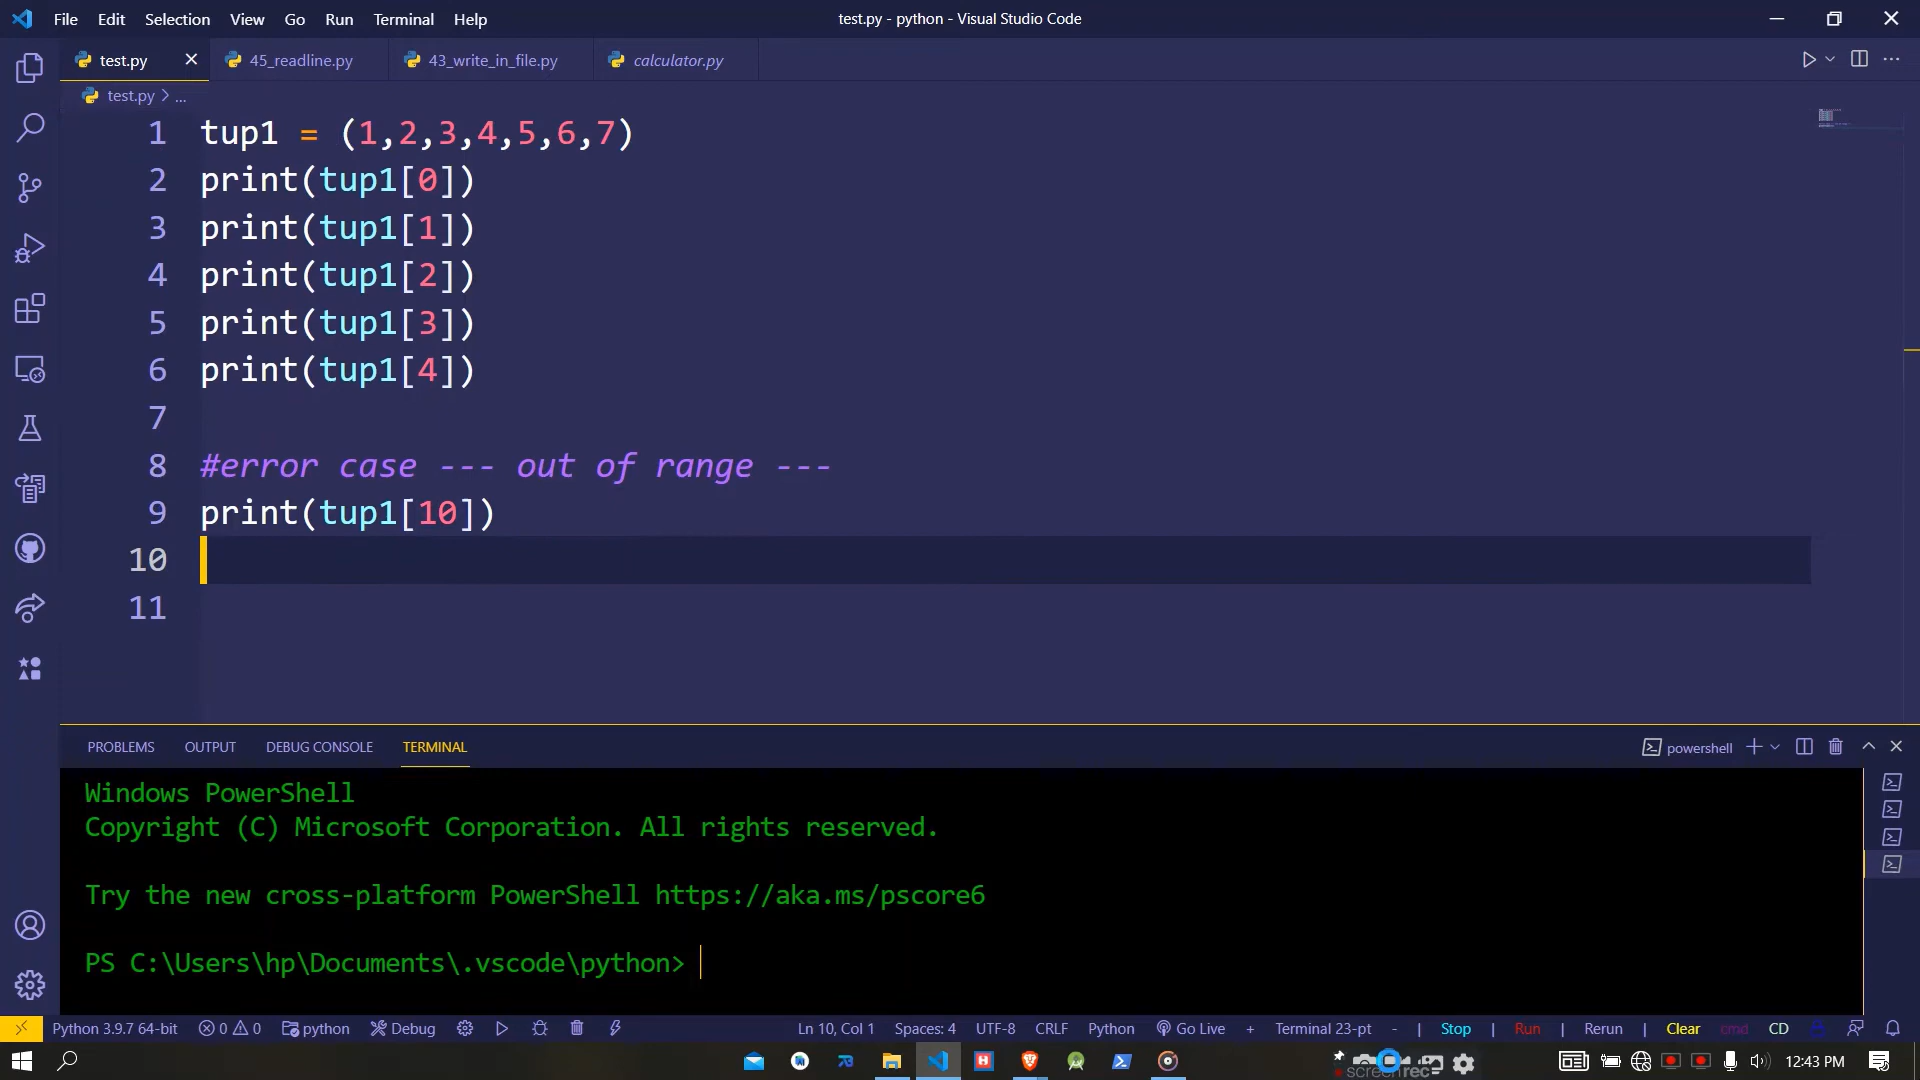 File Edit Selection View Go Run Terminal Help
test.py - python - Visual Studio Code
test.py 45_readline.py 43_write_in_file.py calculator.py
test.py > ...
1 tup1 = (1,2,3,4,5,6,7)
2 print(tup1[0])
3 print(tup1[1])
4 print(tup1[2])
5 print(tup1[3])
6 print(tup1[4])
7
8 #error case --- out of range ---
9 print(tup1[10])
10
11
PROBLEMS OUTPUT DEBUG CONSOLE TERMINAL
powershell
Windows PowerShell
Copyright (C) Microsoft Corporation. All rights reserved.
Try the new cross-platform PowerShell https://aka.ms/pscore6
PS C:\Users\hp\Documents\.vscode\python>
Python 3.9.7 64-bit 0 0 python Debug Ln 10, Col 1 Spaces: 4 UTF-8 CRLF Python Go Live + Terminal 23-pt - | Stop | Run | Rerun | Clear cmd CD
screenrec
12:43 PM